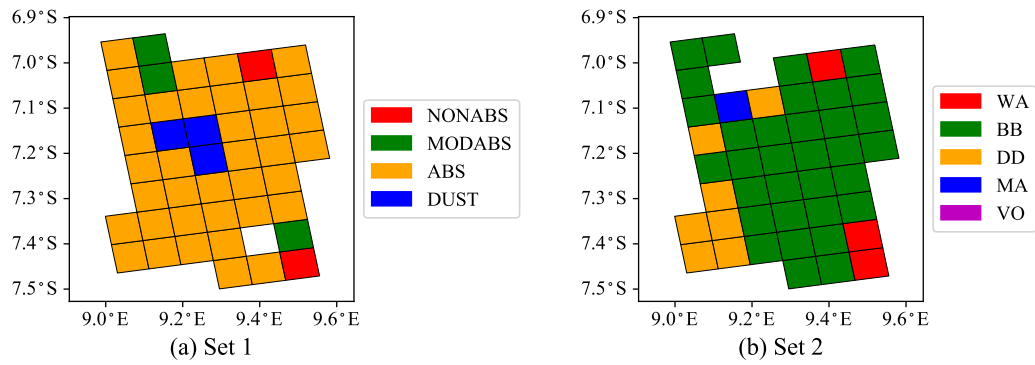 6.9°S
7.0°S
7.1°S
7.2°S
7.3°S
7.4°S
7.5°S
9.0°E 9.2°E 9.4°E 9.6°E
NONABS
MODABS
ABS
DUST
(a) Set 1
6.9°S
7.0°S
7.1°S
7.2°S
7.3°S
7.4°S
7.5°S
9.0°E 9.2°E 9.4°E 9.6°E
WA
BB
DD
MA
VO
(b) Set 2